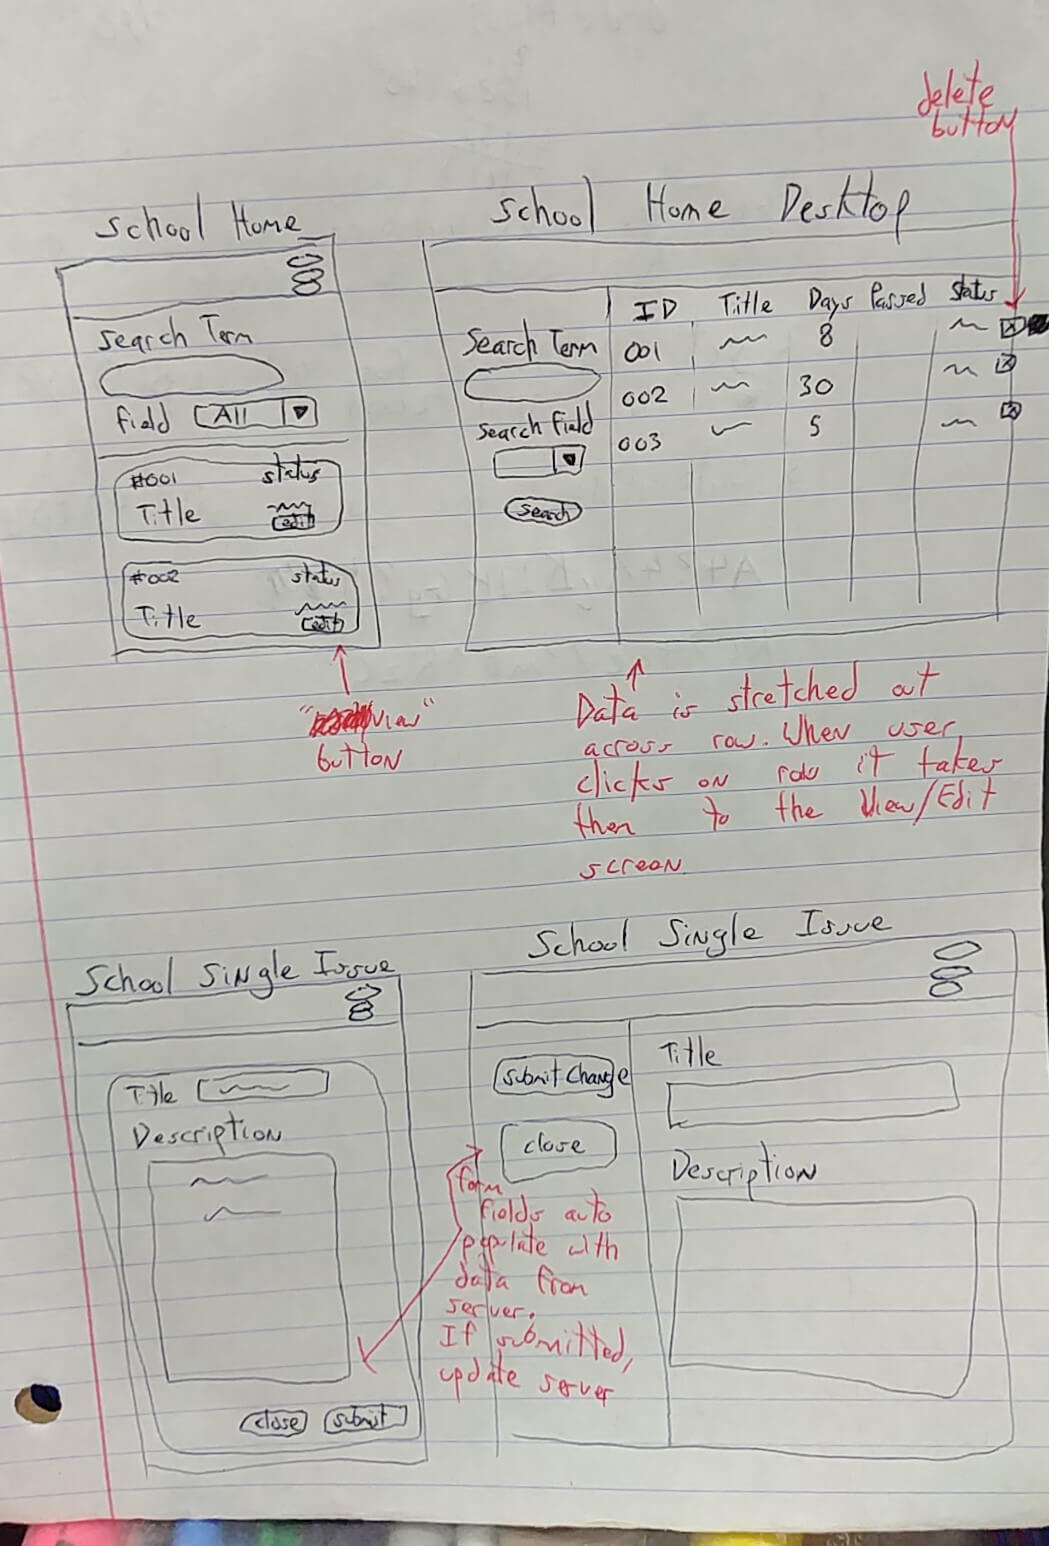 delete
button
School Home
Search Term
field All
#001 status
Title
edit
#002 status
Title
edit
"view"
button
School Home Desktop
ID Title Days Passed Status
Search Term
001 8
002 30
Search field
003 5
Search
Data is stretched out
across row. When user
clicks on row it takes
them to the View/Edit
screen.
School Single Issue
Title
Description
close submit
School Single Issue
Submit Change
close
Title
Description
form
fields auto
populate with
data from
server.
If submitted,
update server